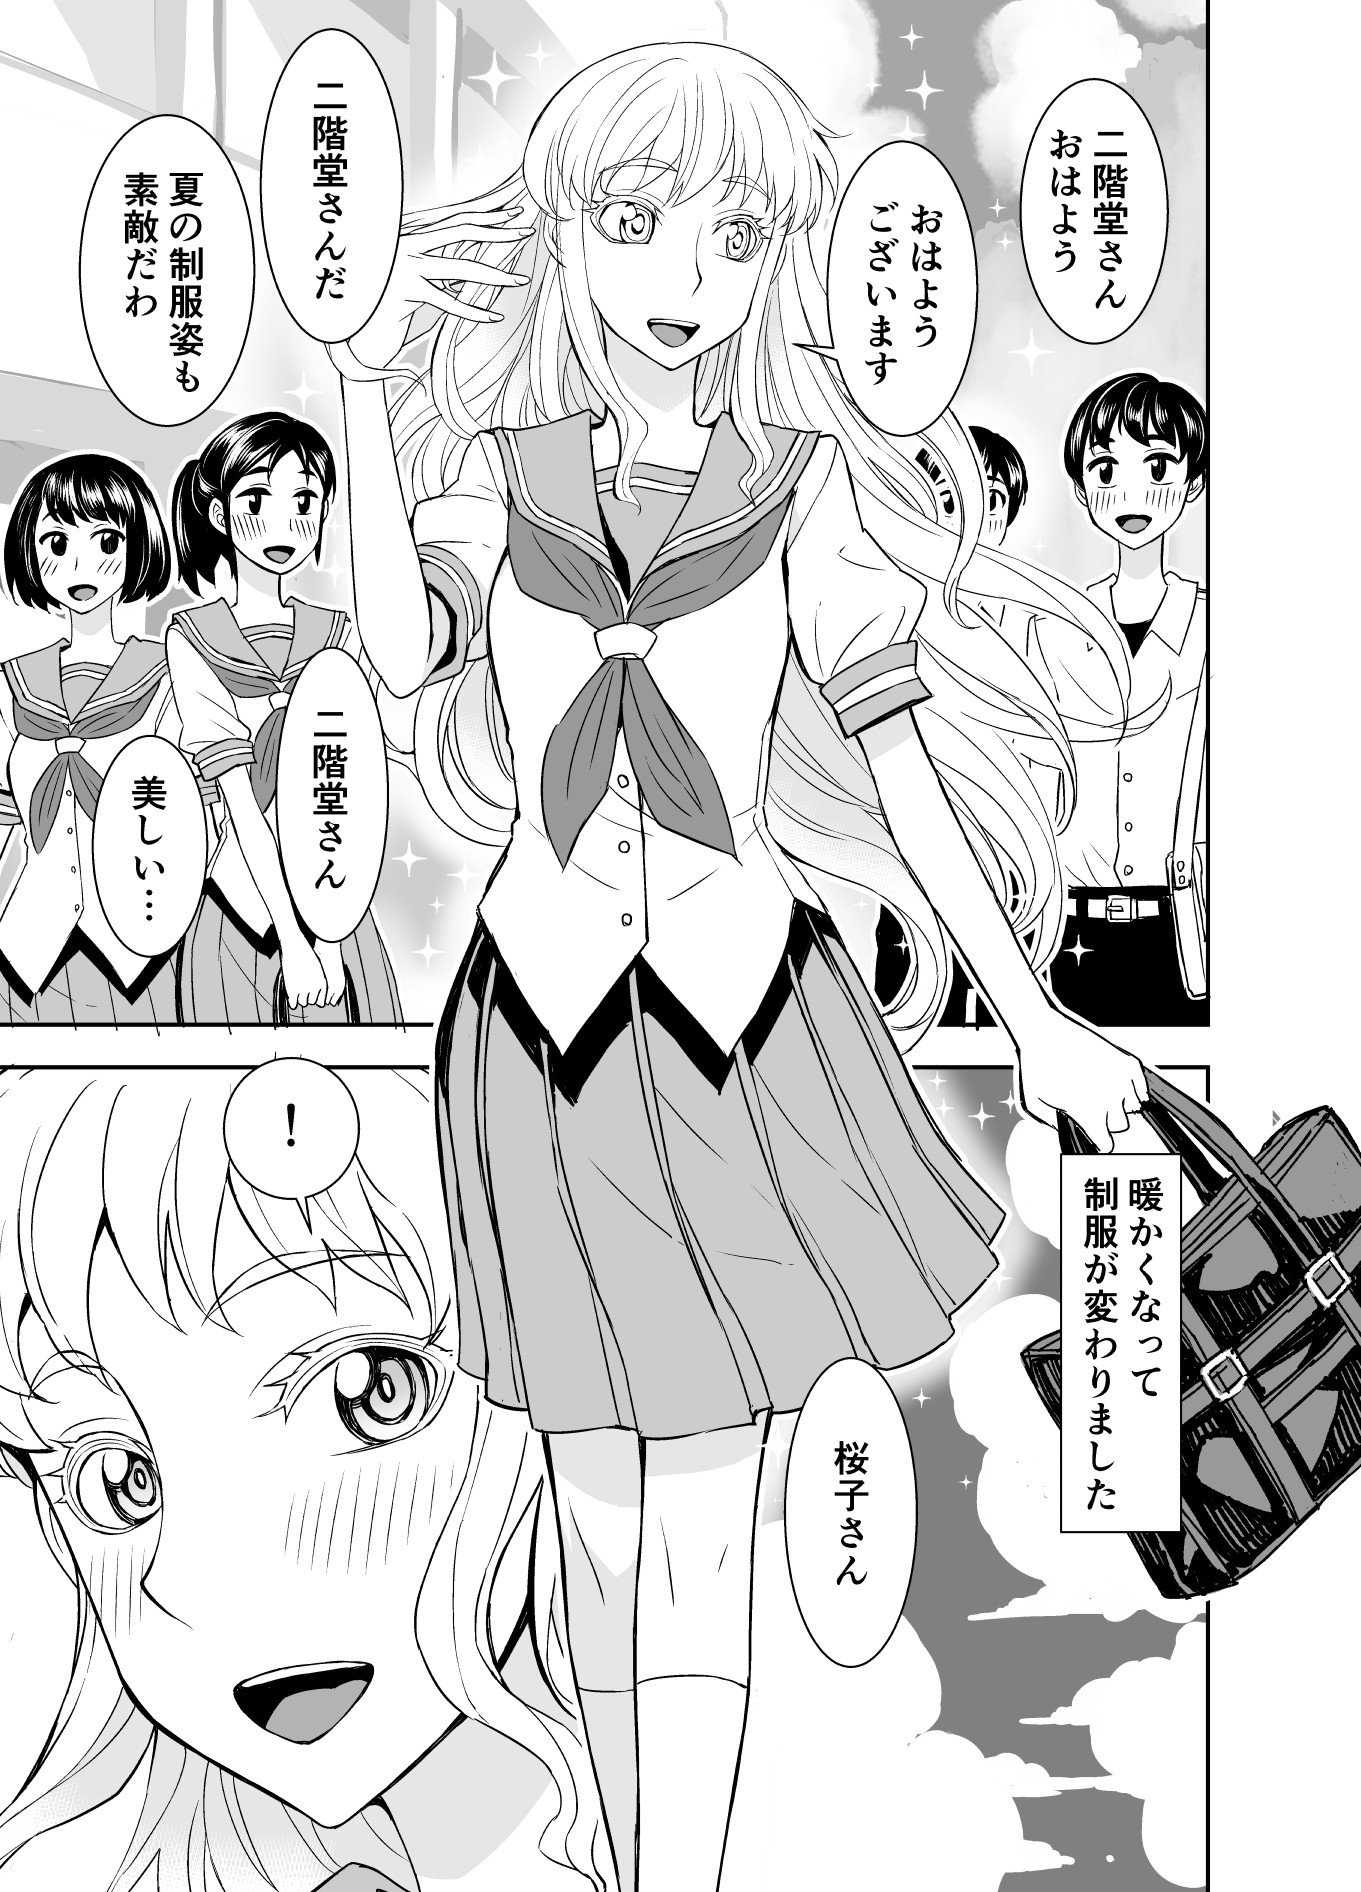 二階堂さん
おはよう
おはよう
ございます
二階堂さんだ
夏の制服姿も
素敵だわ
二階堂さん
美しい…
暖かくなって
制服が変わりました
桜子さん
！